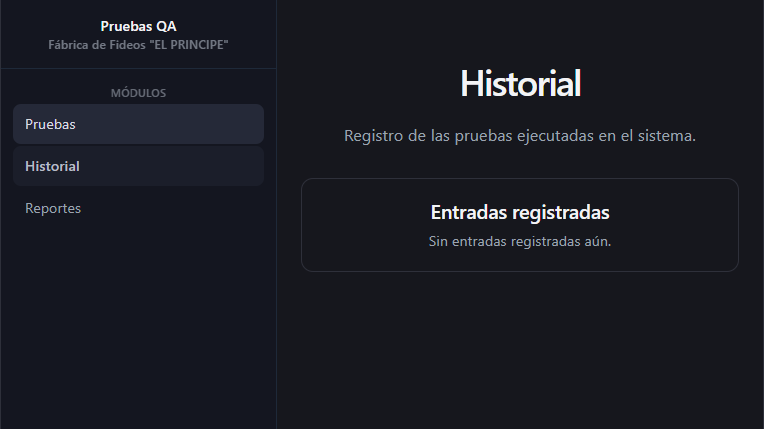 Pruebas QA
Fábrica de Fideos "EL PRINCIPE"
MÓDULOS
Pruebas
Historial
Reportes
Historial
Registro de las pruebas ejecutadas en el sistema.
Entradas registradas
Sin entradas registradas aún.